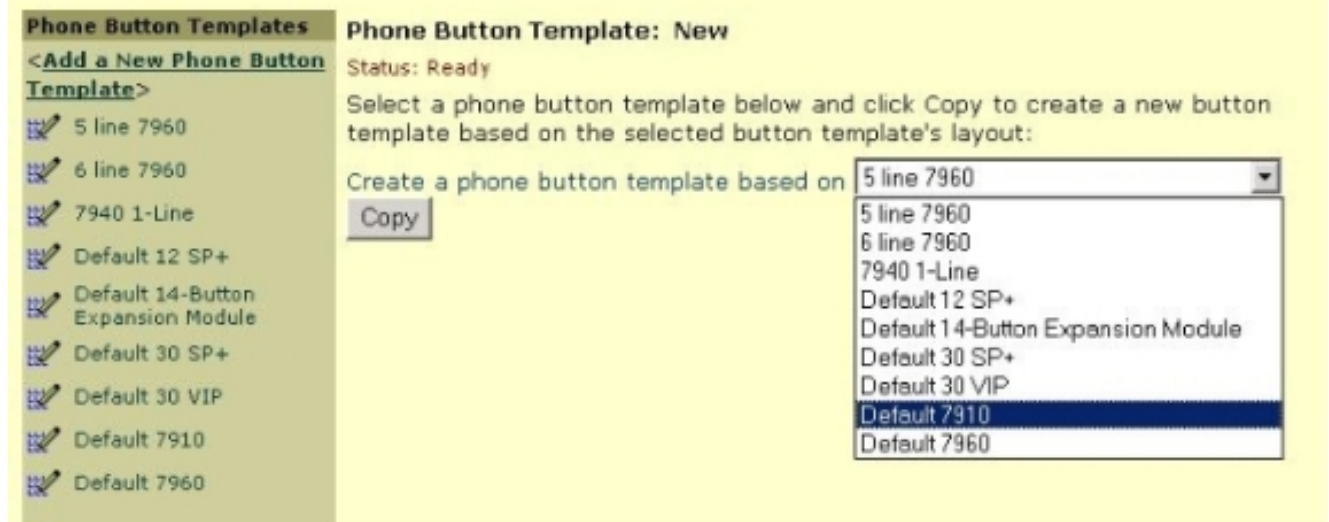 Phone Button Templates
<Add a New Phone Button
Template>
5 line 7960
6 line 7960
7940 1-Line
Default 12 SP+
Default 14-Button
Expansion Module
Default 30 SP+
Default 30 VIP
Default 7910
Default 7960
Phone Button Template: New
Status: Ready
Select a phone button template below and click Copy to create a new button
template based on the selected button template's layout:
Create a phone button template based on 5 line 7960
Copy
5 line 7960
6 line 7960
7940 1-Line
Default 12 SP+
Default 14-Button Expansion Module
Default 30 SP+
Default 30 VIP
Default 7910
Default 7960